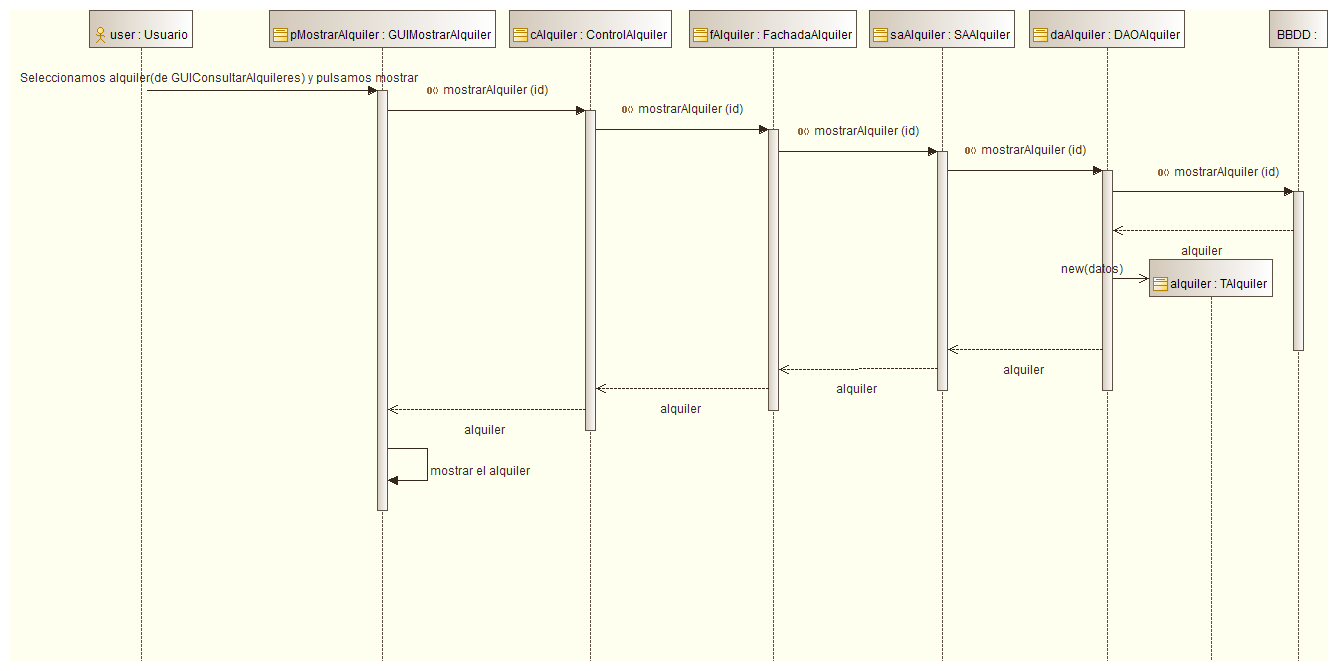 user : Usuario
pMostrarAlquiler : GUIMostrarAlquiler
cAlquiler : ControlAlquiler
fAlquiler : FachadaAlquiler
saAlquiler : SAAlquiler
daAlquiler : DAOAlquiler
BBDD :
Seleccionamos alquiler(de GUIConsultarAlquileres) y pulsamos mostrar
mostrarAlquiler (id)
mostrarAlquiler (id)
mostrarAlquiler (id)
mostrarAlquiler (id)
mostrarAlquiler (id)
alquiler
new(datos)
alquiler : TAlquiler
alquiler
alquiler
alquiler
alquiler
mostrar el alquiler